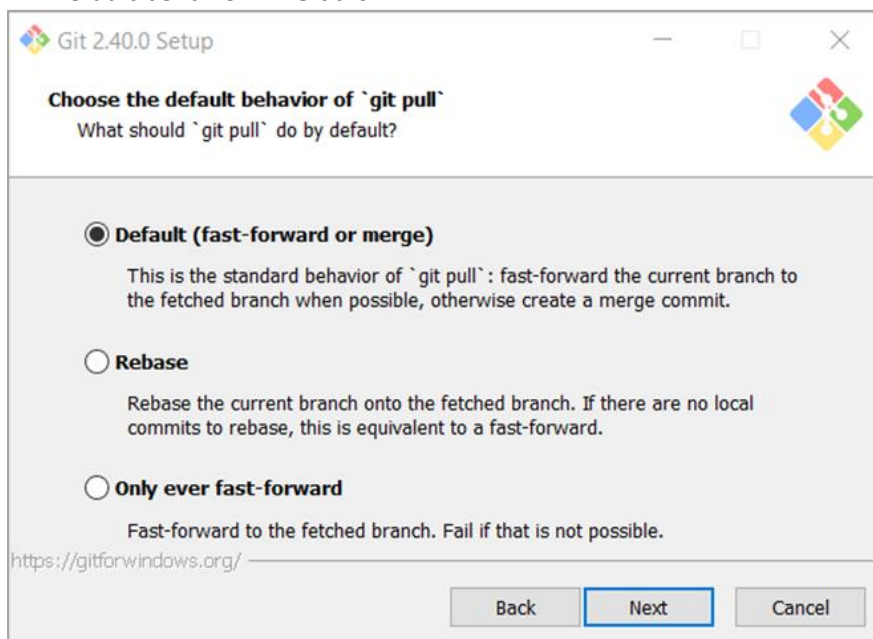 Git 2.40.0 Setup
Choose the default behavior of `git pull`
What should `git pull` do by default?
Default (fast-forward or merge)
This is the standard behavior of `git pull`: fast-forward the current branch to
the fetched branch when possible, otherwise create a merge commit.
Rebase
Rebase the current branch onto the fetched branch. If there are no local
commits to rebase, this is equivalent to a fast-forward.
Only ever fast-forward
Fast-forward to the fetched branch. Fail if that is not possible.
https://gitforwindows.org/
Back Next Cancel